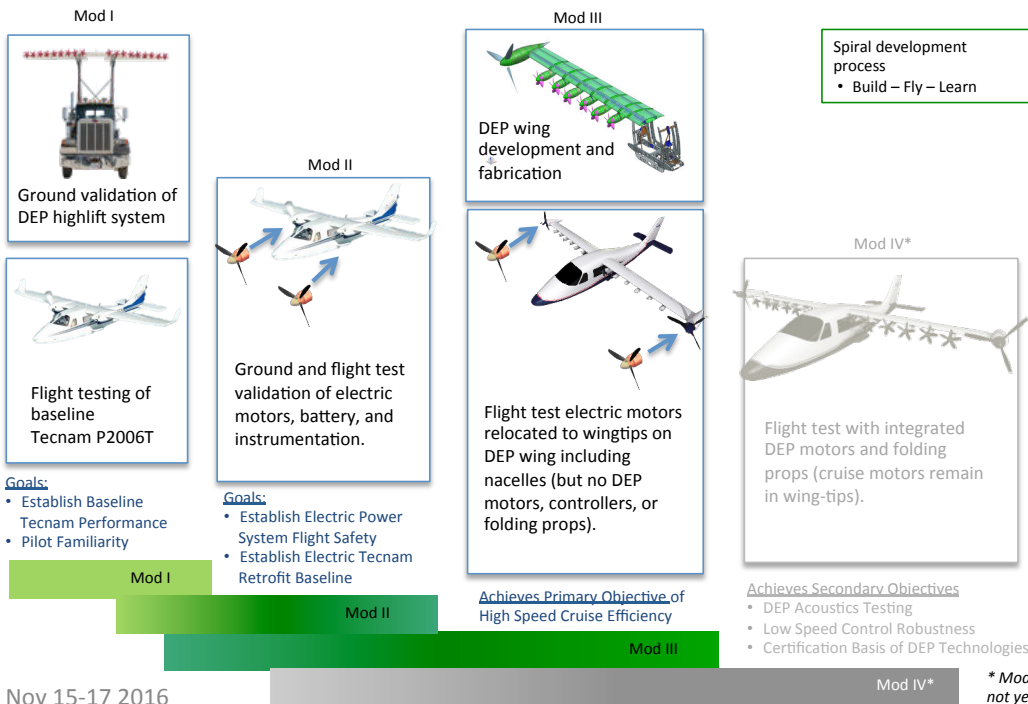 Mod I
Ground validation of
DEP highlift system
Flight testing of
baseline
Tecnam P2006T
Goals:
• Establish Baseline
Tecnam Performance
• Pilot Familiarity
Mod II
Ground and flight test
validation of electric
motors, battery, and
instrumentation.
Goals:
• Establish Electric Power
System Flight Safety
• Establish Electric Tecnam
Retrofit Baseline
Mod III
DEP wing
development and
fabrication
Flight test electric motors
relocated to wingtips on
DEP wing including
nacelles (but no DEP
motors, controllers, or
folding props).
Achieves Primary Objective of
High Speed Cruise Efficiency
Spiral development
process
• Build – Fly – Learn
Mod IV*
Flight test with integrated
DEP motors and folding
props (cruise motors remain
in wing-tips).
Achieves Secondary Objectives
• DEP Acoustics Testing
• Low Speed Control Robustness
• Certification Basis of DEP Technologies
Mod I
Mod II
Mod III
Mod IV*
* Mod
not ye
Nov 15-17 2016